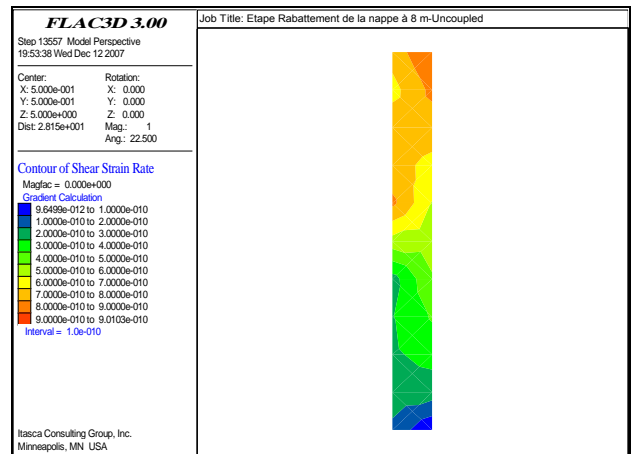 FLAC3D 3.00
Job Title: Etape Rabattement de la nappe à 8 m-Uncoupled
Step 13557 Model Perspective
19:53:38 Wed Dec 12 2007
Center: Rotation:
X: 5.000e-001 X: 0.000
Y: 5.000e-001 Y: 0.000
Z: 5.000e+000 Z: 0.000
Dist: 2.815e+001 Mag.: 1
Ang.: 22.500
Contour of Shear Strain Rate
Magfac = 0.000e+000
Gradient Calculation
9.6499e-012 to 1.0000e-010
1.0000e-010 to 2.0000e-010
2.0000e-010 to 3.0000e-010
3.0000e-010 to 4.0000e-010
4.0000e-010 to 5.0000e-010
5.0000e-010 to 6.0000e-010
6.0000e-010 to 7.0000e-010
7.0000e-010 to 8.0000e-010
8.0000e-010 to 9.0000e-010
9.0000e-010 to 9.0103e-010
Interval = 1.0e-010
Itasca Consulting Group, Inc.
Minneapolis, MN USA